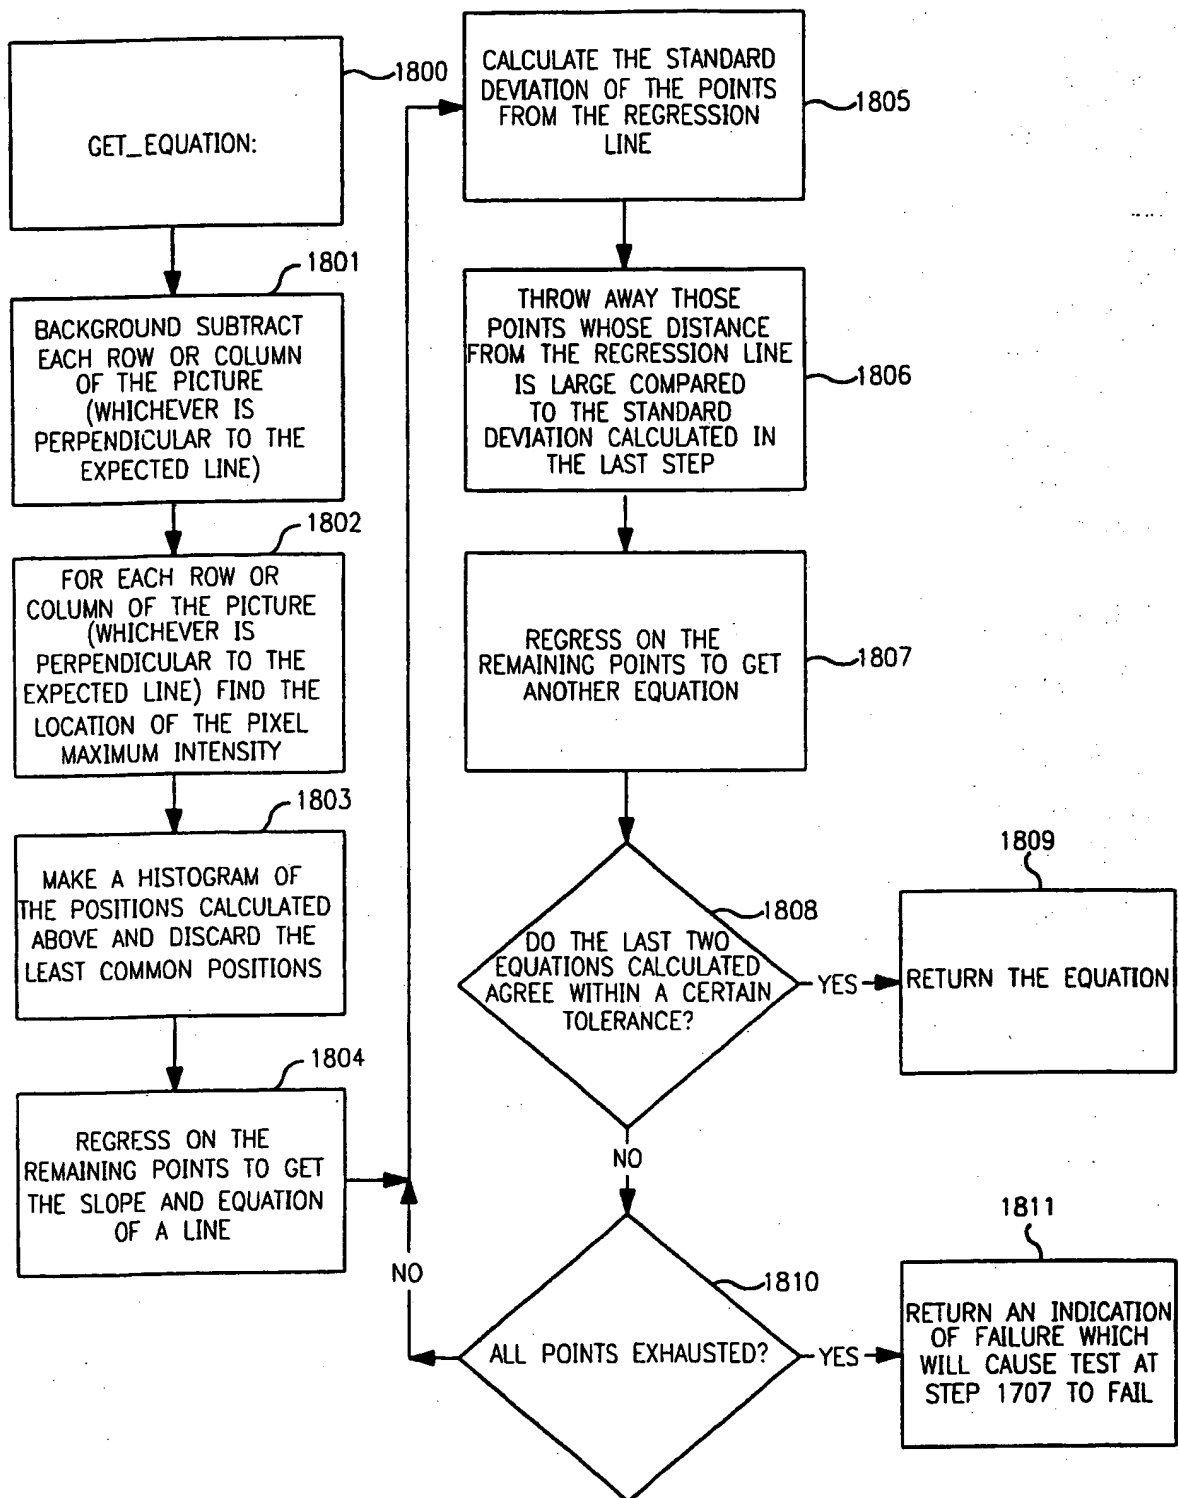 1800
GET_EQUATION:
1801
BACKGROUND SUBTRACT
EACH ROW OR COLUMN
OF THE PICTURE
(WHICHEVER IS
PERPENDICULAR TO THE
EXPECTED LINE)
1802
FOR EACH ROW OR
COLUMN OF THE PICTURE
(WHICHEVER IS
PERPENDICULAR TO THE
EXPECTED LINE) FIND THE
LOCATION OF THE PIXEL
MAXIMUM INTENSITY
1803
MAKE A HISTOGRAM OF
THE POSITIONS CALCULATED
ABOVE AND DISCARD THE
LEAST COMMON POSITIONS
1804
REGRESS ON THE
REMAINING POINTS TO GET
THE SLOPE AND EQUATION
OF A LINE
CALCULATE THE STANDARD
DEVIATION OF THE POINTS
FROM THE REGRESSION
LINE
1805
THROW AWAY THOSE
POINTS WHOSE DISTANCE
FROM THE REGRESSION LINE
IS LARGE COMPARED
TO THE STANDARD
DEVIATION CALCULATED IN
THE LAST STEP
1806
REGRESS ON THE
REMAINING POINTS TO GET
ANOTHER EQUATION
1807
1808
DO THE LAST TWO
EQUATIONS CALCULATED
AGREE WITHIN A CERTAIN
TOLERANCE?
YES
1809
RETURN THE EQUATION
NO
1810
ALL POINTS EXHAUSTED?
NO
YES
1811
RETURN AN INDICATION
OF FAILURE WHICH
WILL CAUSE TEST AT
STEP 1707 TO FAIL